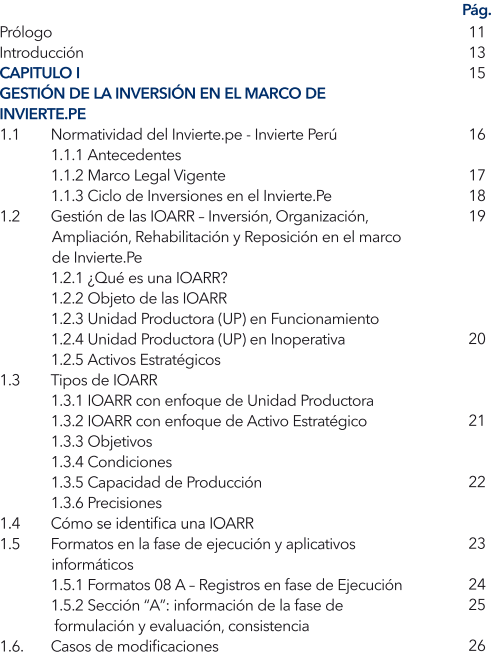 Pág.
Prólogo 11
Introducción 13
CAPITULO I 15
GESTIÓN DE LA INVERSIÓN EN EL MARCO DE
INVIERTE.PE
1.1 Normatividad del Invierte.pe - Invierte Perú 16
1.1.1 Antecedentes
1.1.2 Marco Legal Vigente 17
1.1.3 Ciclo de Inversiones en el Invierte.Pe 18
1.2 Gestión de las IOARR – Inversión, Organización, 19
Ampliación, Rehabilitación y Reposición en el marco
de Invierte.Pe
1.2.1 ¿Qué es una IOARR?
1.2.2 Objeto de las IOARR
1.2.3 Unidad Productora (UP) en Funcionamiento
1.2.4 Unidad Productora (UP) en Inoperativa 20
1.2.5 Activos Estratégicos
1.3 Tipos de IOARR
1.3.1 IOARR con enfoque de Unidad Productora
1.3.2 IOARR con enfoque de Activo Estratégico 21
1.3.3 Objetivos
1.3.4 Condiciones
1.3.5 Capacidad de Producción 22
1.3.6 Precisiones
1.4 Cómo se identifica una IOARR
1.5 Formatos en la fase de ejecución y aplicativos 23
informáticos
1.5.1 Formatos 08 A – Registros en fase de Ejecución 24
1.5.2 Sección “A”: información de la fase de 25
formulación y evaluación, consistencia
1.6. Casos de modificaciones 26